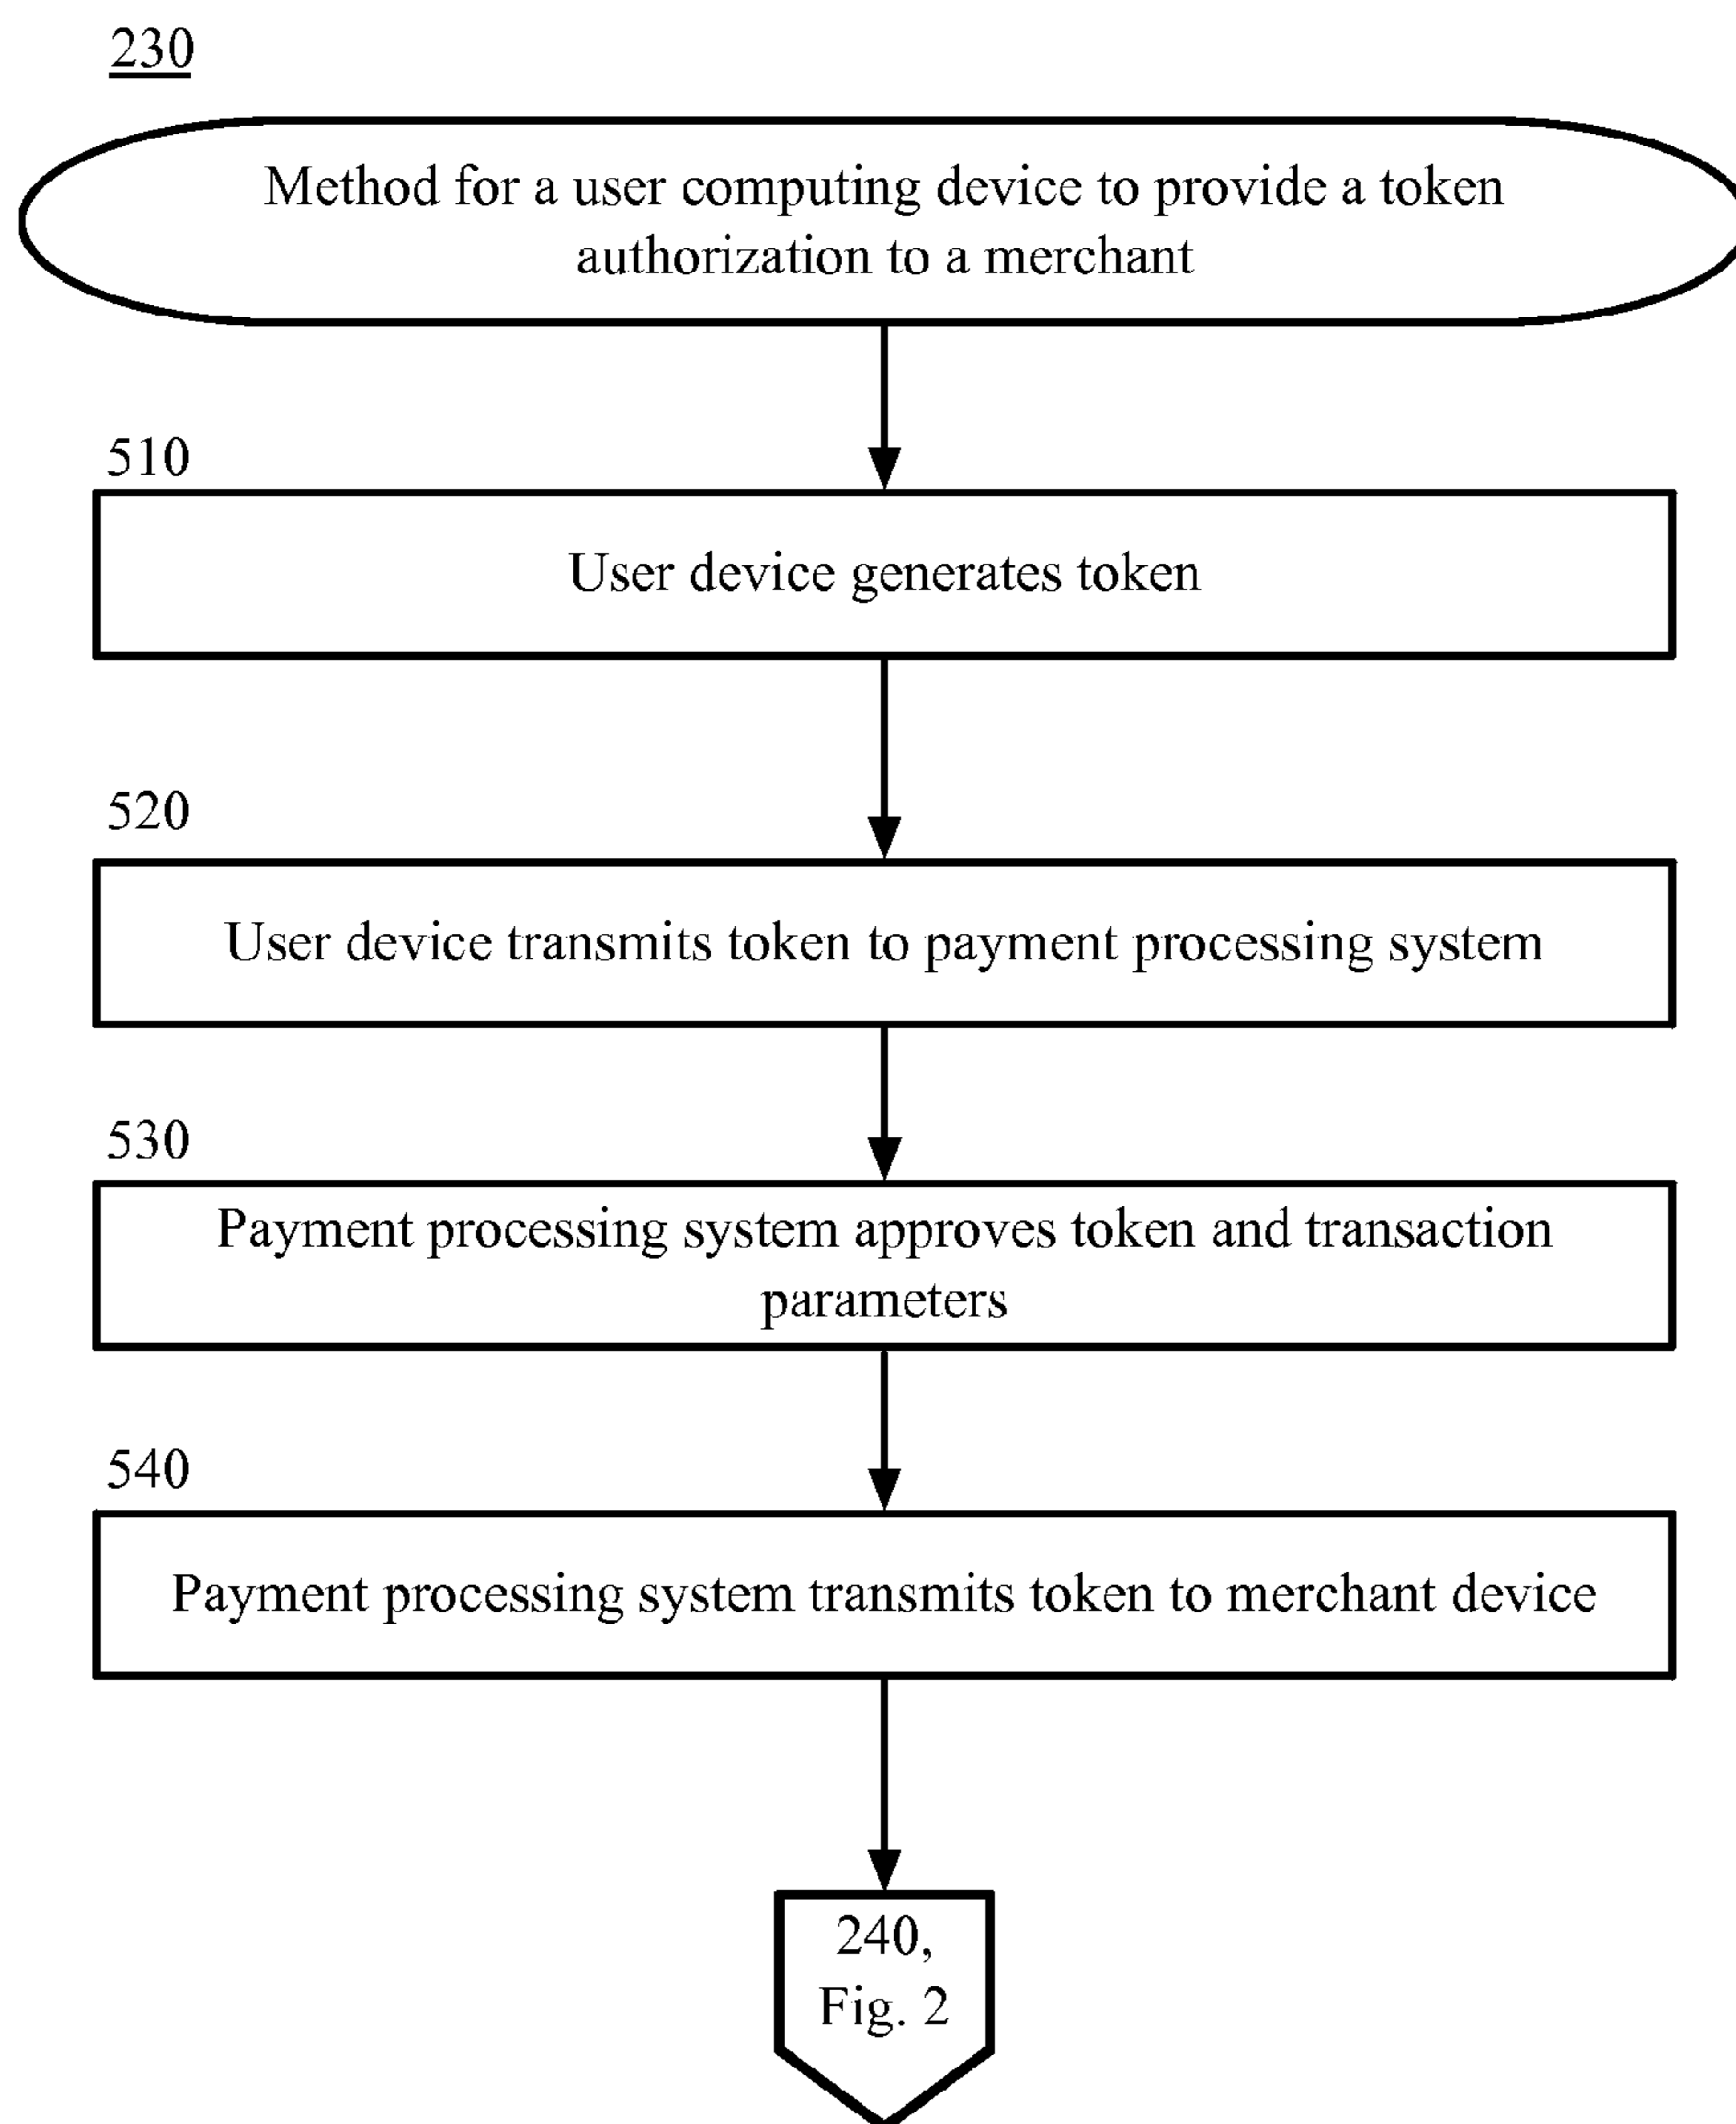 230
Method for a user computing device to provide a token
authorization to a merchant
510
User device generates token
520
User device transmits token to payment processing system
530
Payment processing system approves token and transaction
parameters
540
Payment processing system transmits token to merchant device
240,
Fig. 2